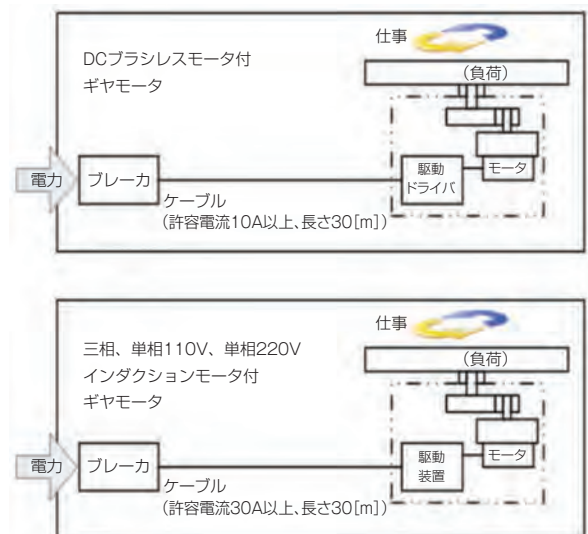 仕事
DCブラシレスモータ付
ギヤモータ
(負荷)
電力
ブレーカ
駆動
ドライバ
モータ
ケーブル
(許容電流10A以上、長さ30[m])
仕事
三相、単相110V、単相220V
インダクションモータ付
ギヤモータ
(負荷)
電力
ブレーカ
駆動
装置
モータ
ケーブル
(許容電流30A以上、長さ30[m])